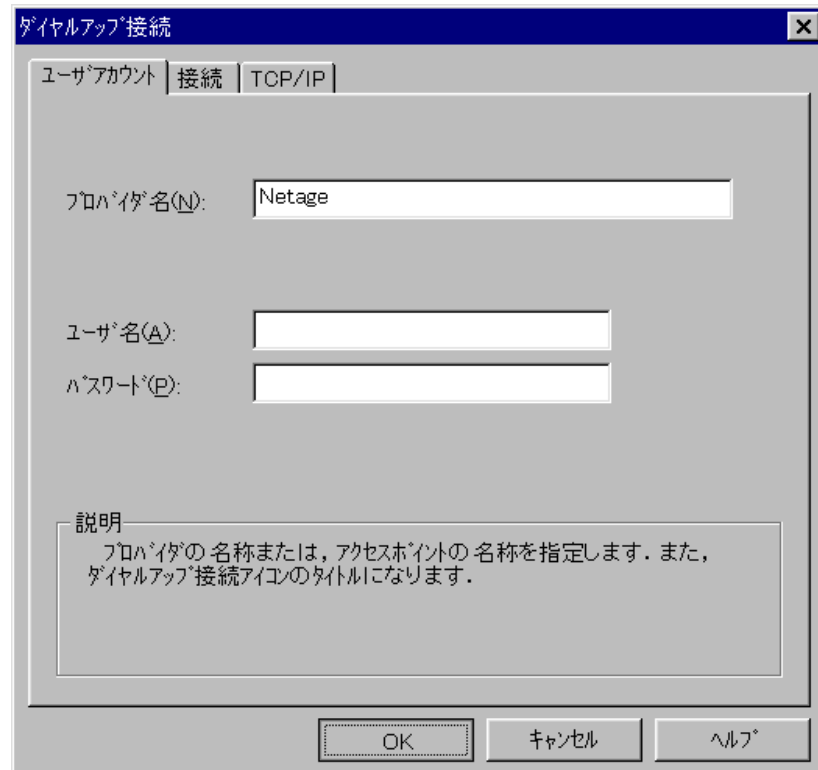 ﾀﾞｲﾔﾙｱｯﾌﾟ接続
ﾕｰｻﾞｱｶｳﾝﾄ 接続 TCP/IP
ﾌﾟﾛﾊﾞｲﾀﾞ名(N): Netage
ﾕｰｻﾞ名(A):
ﾊﾟｽﾜｰﾄﾞ(P):
説明
ﾌﾟﾛﾊﾞｲﾀﾞの名称または，ｱｸｾｽﾎﾟｲﾝﾄの名称を指定します．また，
ﾀﾞｲﾔﾙｱｯﾌﾟ接続ｱｲｺﾝのﾀｲﾄﾙになります．
OK ｷｬﾝｾﾙ ﾍﾙﾌﾟ